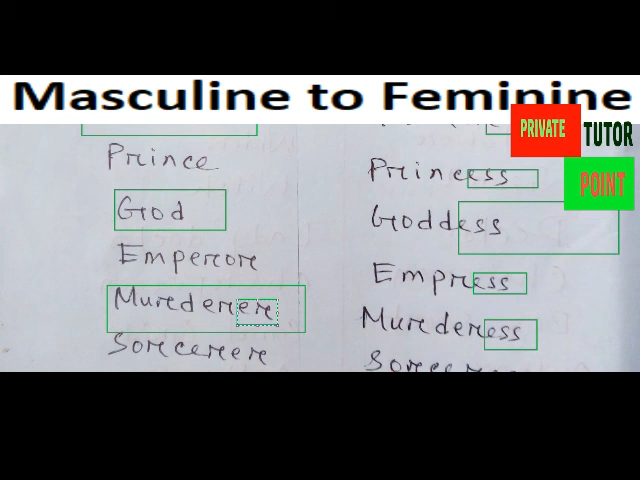 Masculine to Feminine
PRIVATE TUTOR
POINT
Prince Princess
God Goddess
Emperor Empress
Murderer Murderess
Sorcerer